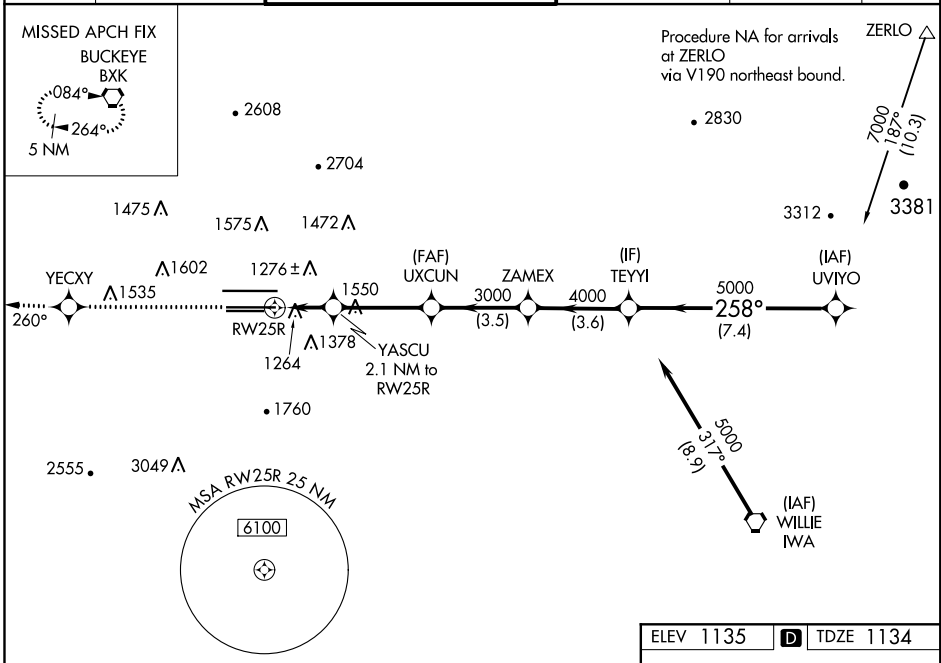 MISSED APCH FIX
BUCKEYE
BXK
084°
264°
5 NM
Procedure NA for arrivals
at ZERLO
via V190 northeast bound.
ZERLO
7000
187°
(10.3)
2608
2830
2704
3381
3312
1475
1575
1472
1602
1276±
1535
1550
YECXY
260°
RW25R
1264
1378
YASCU
2.1 NM to
RW25R
(FAF)
UXCUN
3000
(3.5)
ZAMEX
4000
(3.6)
(IF)
TEYYI
5000
258°
(7.4)
(IAF)
UVIYO
1760
2555
3049
5000
317°
(8.9)
(IAF)
WILLIE
IWA
MSA RW25R 25 NM
6100
ELEV 1135 D TDZE 1134